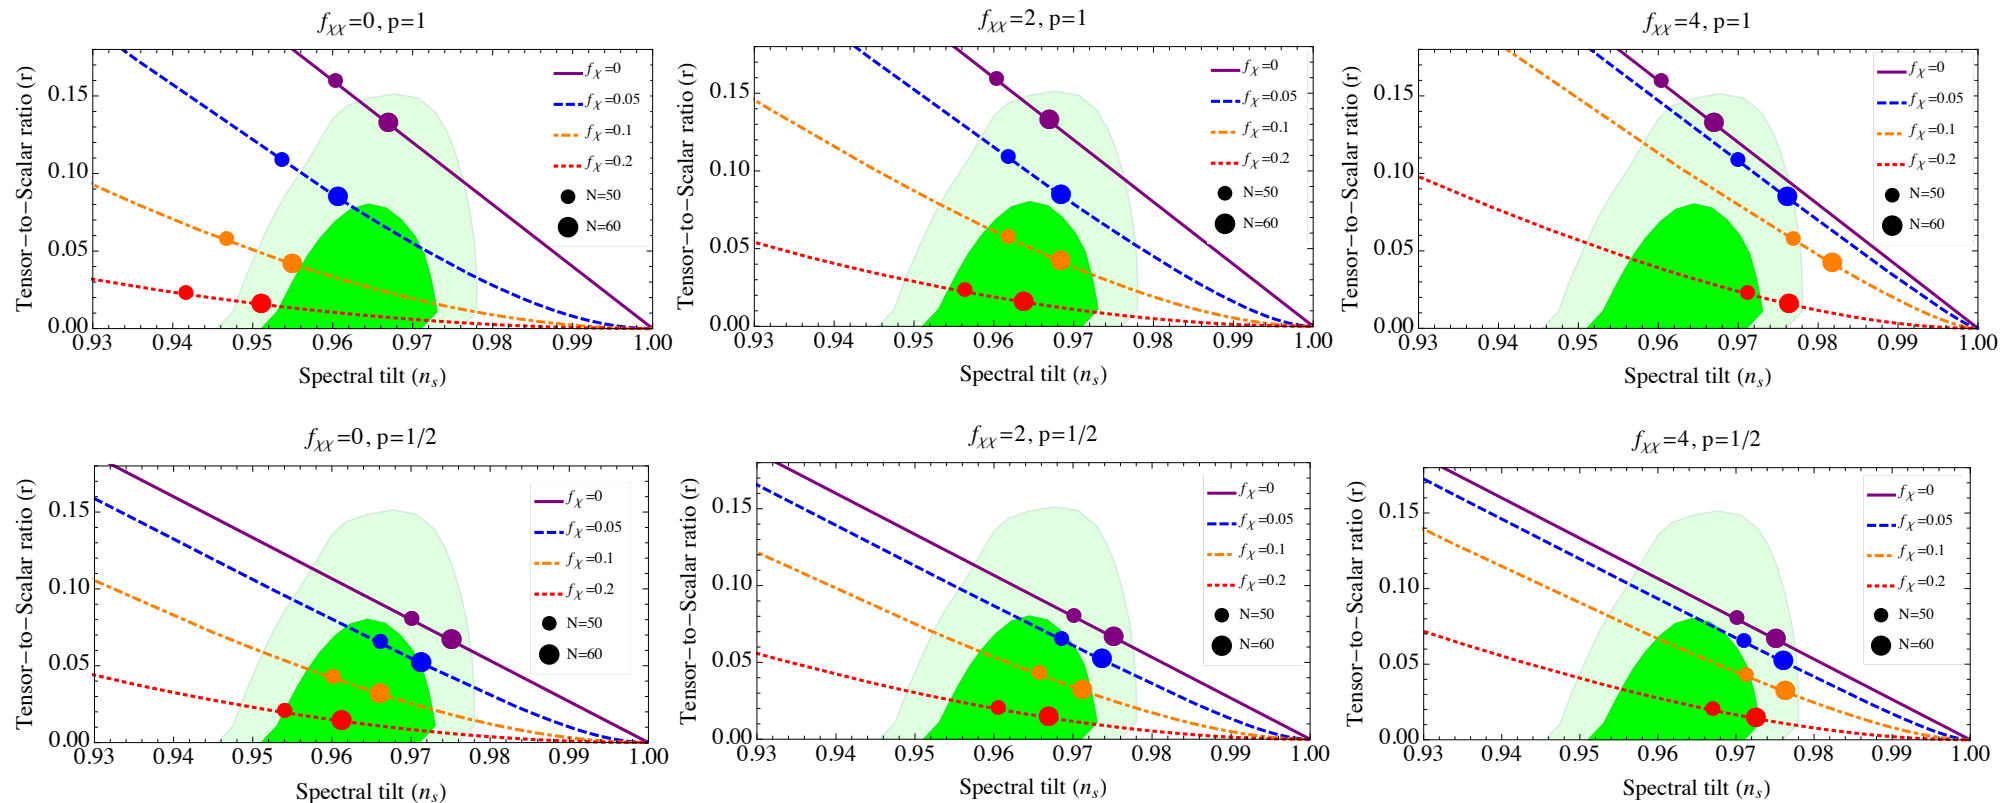 f_χχ=0, p=1
Tensor−to−Scalar ratio (r)
0.15
0.10
0.05
0.00
0.93 0.94 0.95 0.96 0.97 0.98 0.99 1.00
Spectral tilt (n_s)
f_χ=0
f_χ=0.05
f_χ=0.1
f_χ=0.2
N=50
N=60
f_χχ=2, p=1
Tensor−to−Scalar ratio (r)
0.15
0.10
0.05
0.00
0.93 0.94 0.95 0.96 0.97 0.98 0.99 1.00
Spectral tilt (n_s)
f_χ=0
f_χ=0.05
f_χ=0.1
f_χ=0.2
N=50
N=60
f_χχ=4, p=1
Tensor−to−Scalar ratio (r)
0.15
0.10
0.05
0.00
0.93 0.94 0.95 0.96 0.97 0.98 0.99 1.00
Spectral tilt (n_s)
f_χ=0
f_χ=0.05
f_χ=0.1
f_χ=0.2
N=50
N=60
f_χχ=0, p=1/2
Tensor−to−Scalar ratio (r)
0.15
0.10
0.05
0.00
0.93 0.94 0.95 0.96 0.97 0.98 0.99 1.00
Spectral tilt (n_s)
f_χ=0
f_χ=0.05
f_χ=0.1
f_χ=0.2
N=50
N=60
f_χχ=2, p=1/2
Tensor−to−Scalar ratio (r)
0.15
0.10
0.05
0.00
0.93 0.94 0.95 0.96 0.97 0.98 0.99 1.00
Spectral tilt (n_s)
f_χ=0
f_χ=0.05
f_χ=0.1
f_χ=0.2
N=50
N=60
f_χχ=4, p=1/2
Tensor−to−Scalar ratio (r)
0.15
0.10
0.05
0.00
0.93 0.94 0.95 0.96 0.97 0.98 0.99 1.00
Spectral tilt (n_s)
f_χ=0
f_χ=0.05
f_χ=0.1
f_χ=0.2
N=50
N=60